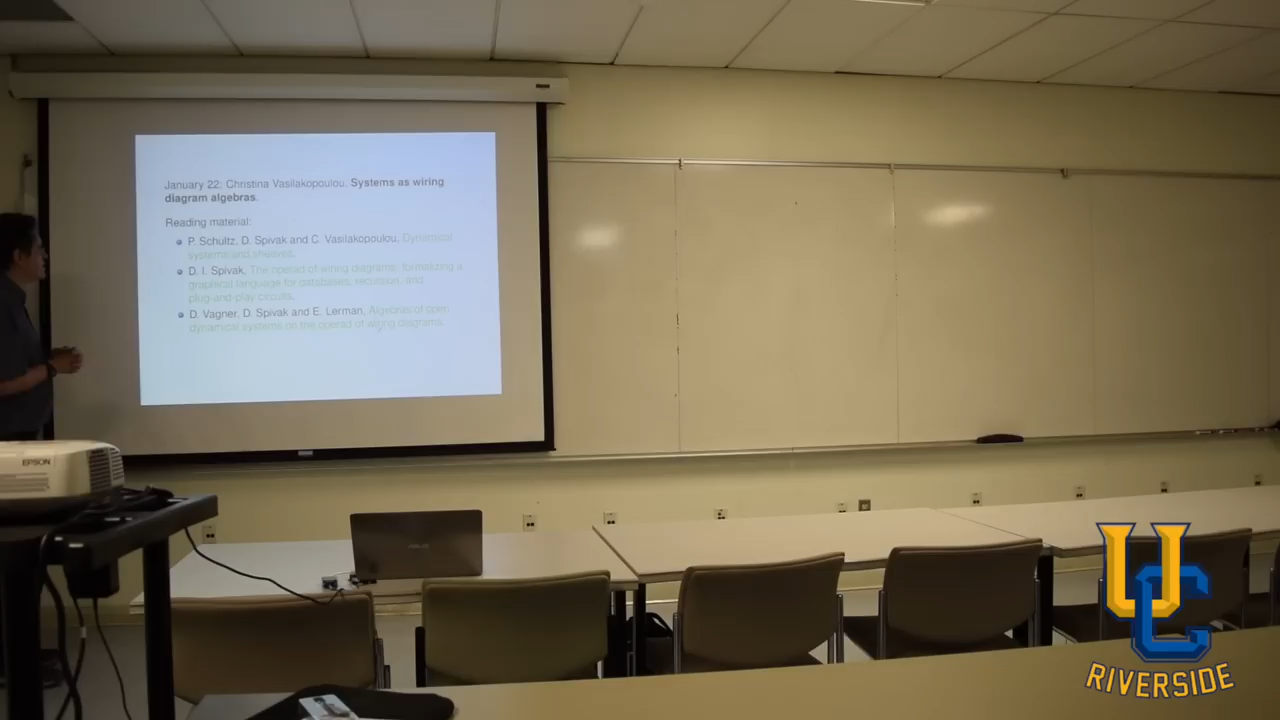 January 22: Christina Vasilakopoulou, Systems as wiring
diagram algebras.
Reading material:
P. Schultz, D. Spivak and C. Vasilakopoulou, Dynamical
systems and sheaves.
D. I. Spivak, The operad of wiring diagrams: formalizing a
graphical language for databases, recursion, and
plug-and-play circuits.
D. Vagner, D. Spivak and E. Lerman, Algebras of open
dynamical systems on the operad of wiring diagrams.
EPSON
ASUS
UC
RIVERSIDE